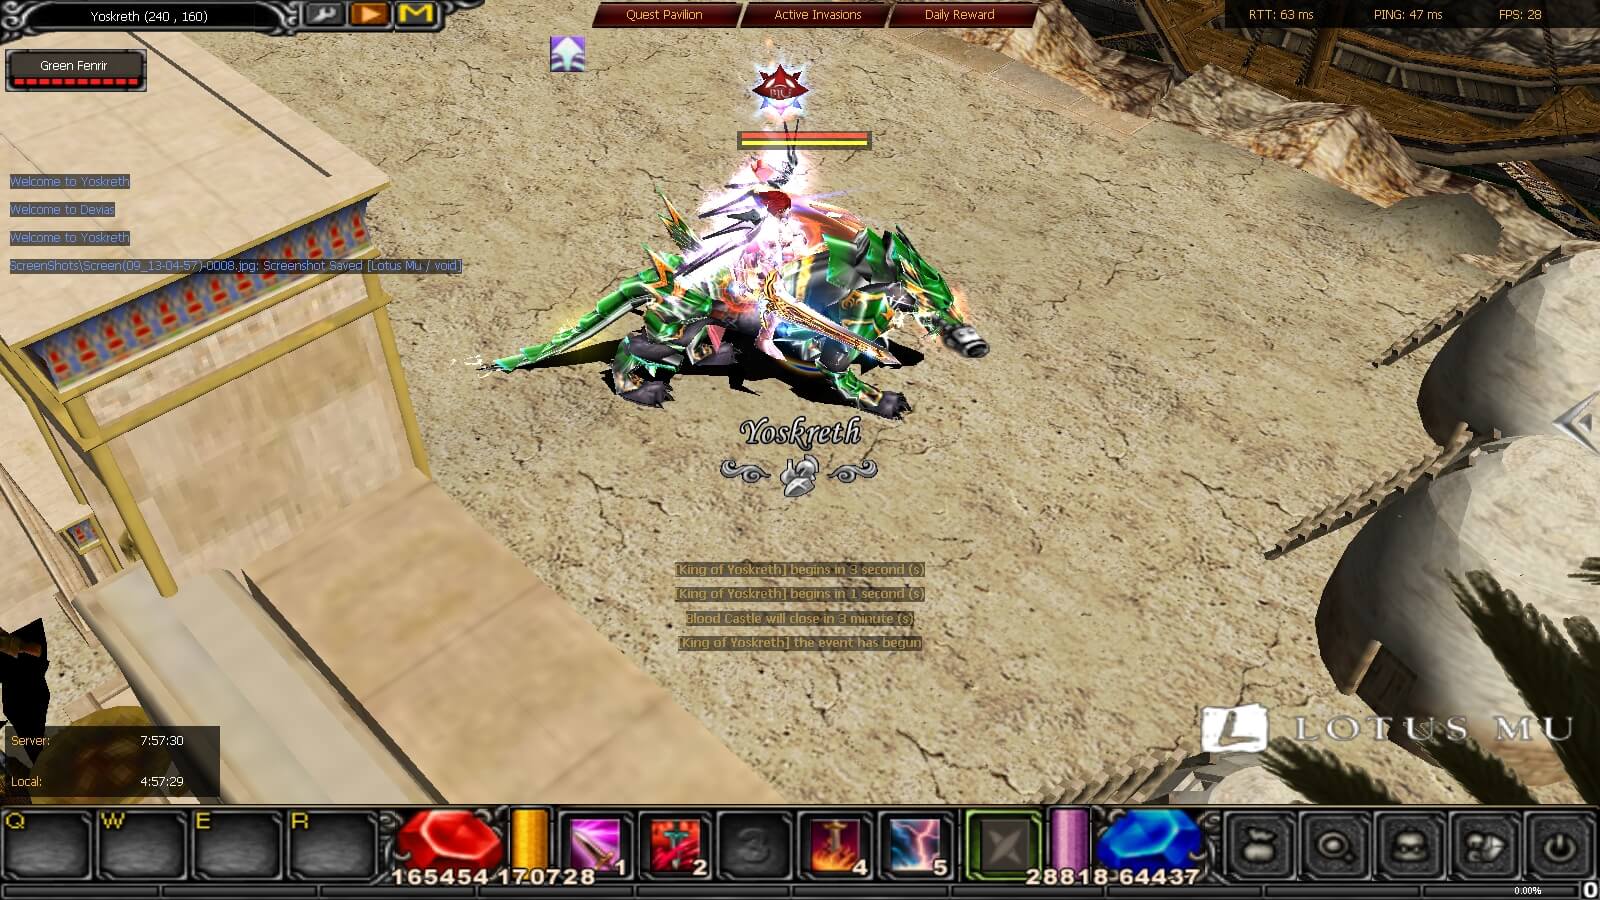 Yoskreth (240 , 160)
Quest Pavilion
Active Invasions
Daily Reward
RTT: 63 ms
PING: 47 ms
FPS: 28
Green Fenrir
MU
Welcome to Yoskreth
Welcome to Devias
Welcome to Yoskreth
ScreenShots\Screen(09_13-04-57)-0008.jpg: Screenshot Saved [Lotus Mu / void]
Yoskreth
[King of Yoskreth] begins in 3 second (s)
[King of Yoskreth] begins in 1 second (s)
Blood Castle will close in 3 minute (s)
[King of Yoskreth] the event has begun
L LOTUS MU
Server: 7:57:30
Local: 4:57:29
Q W E R
1 2 3 4 5
165454 170728
28818 64437
0.00%
0